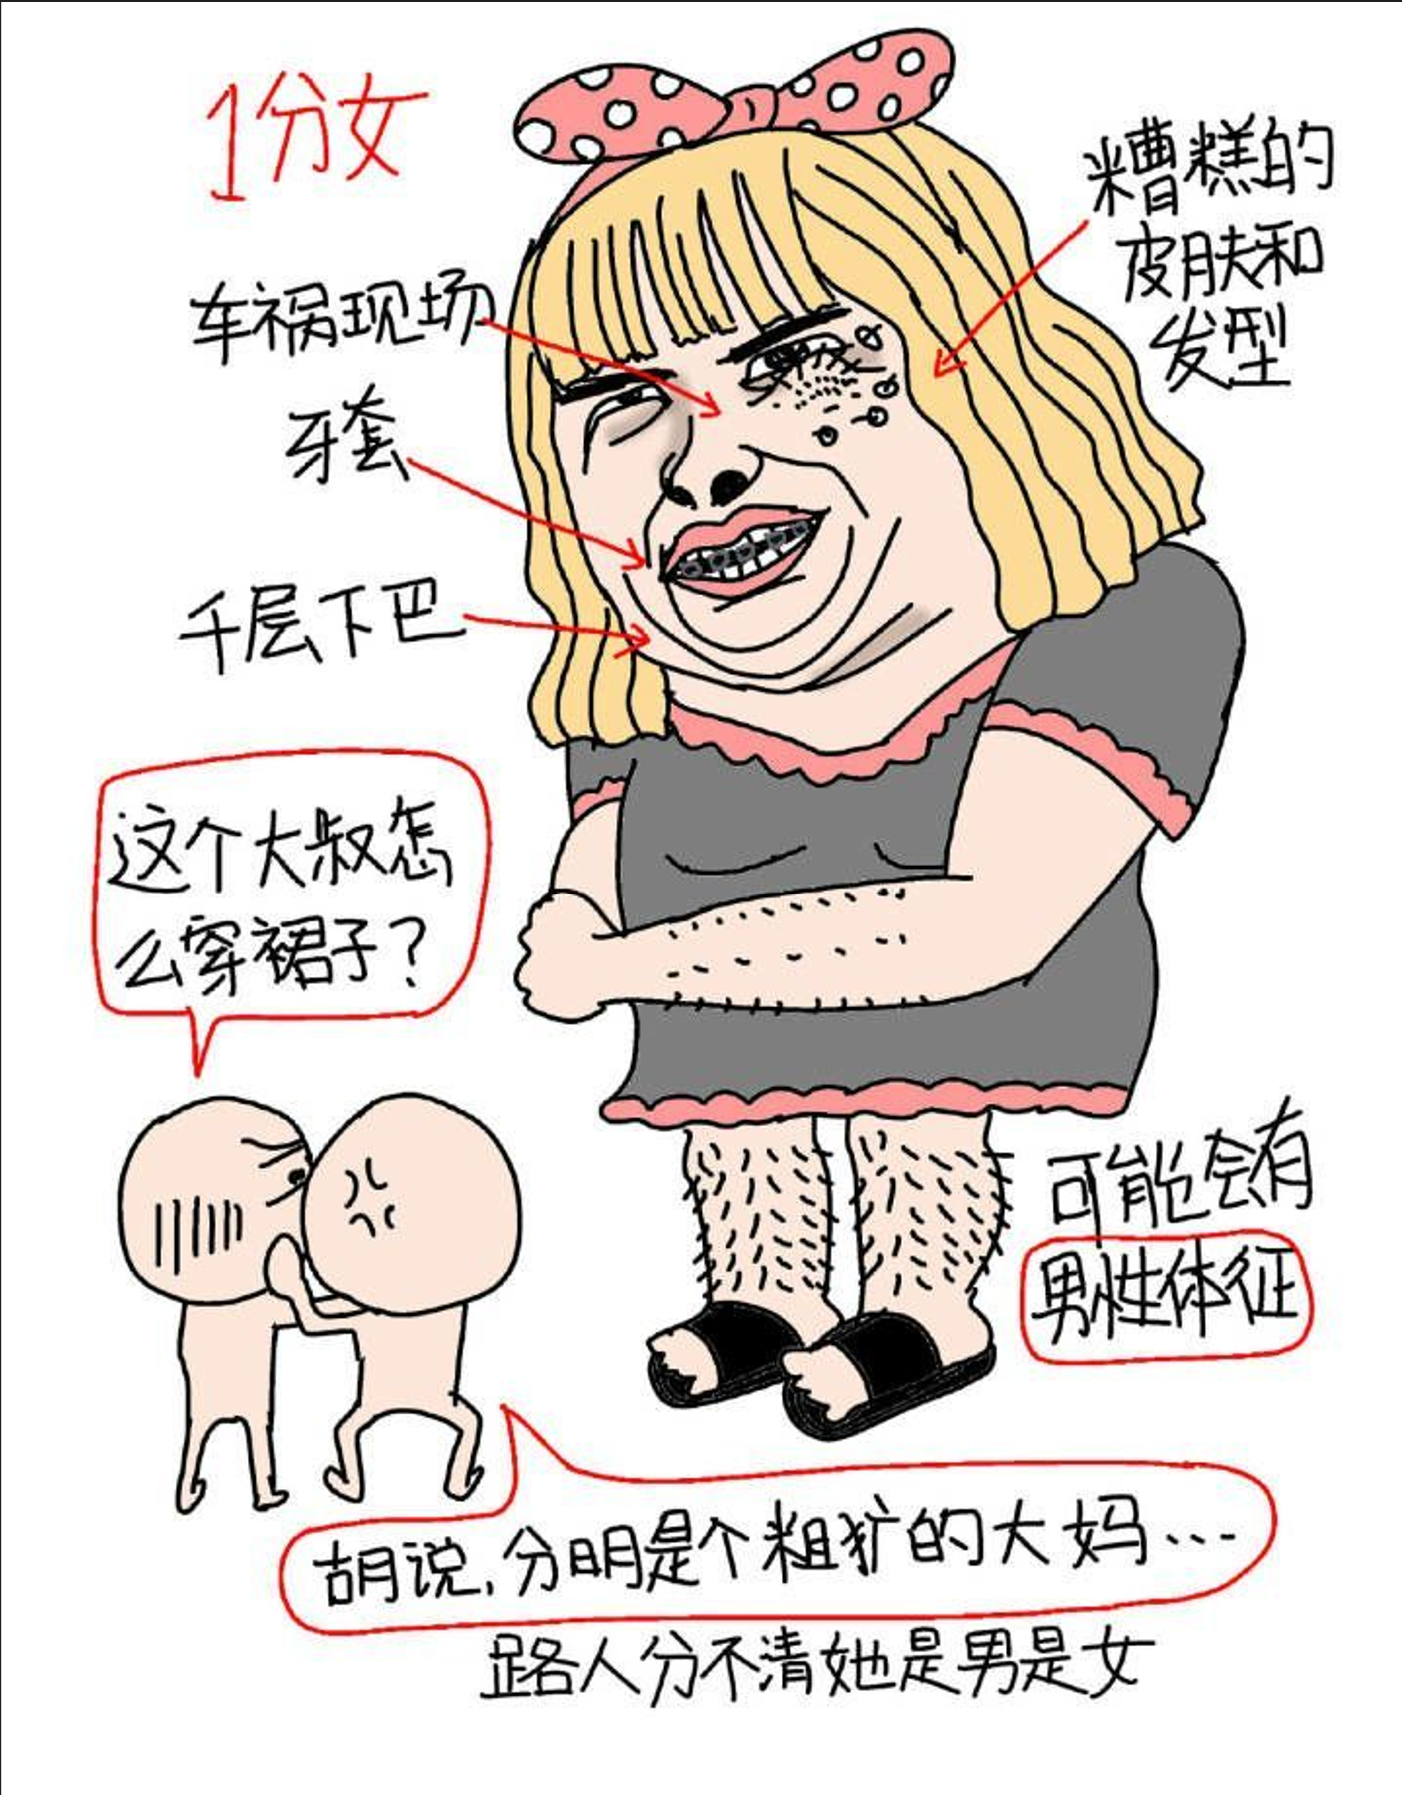 1分女
糟糕的
皮肤和
发型
车祸现场
牙套
千层下巴
这个大叔怎
么穿裙子?
可能会有
男性体征
胡说,分明是个粗犷的大妈...
路人分不清她是男是女